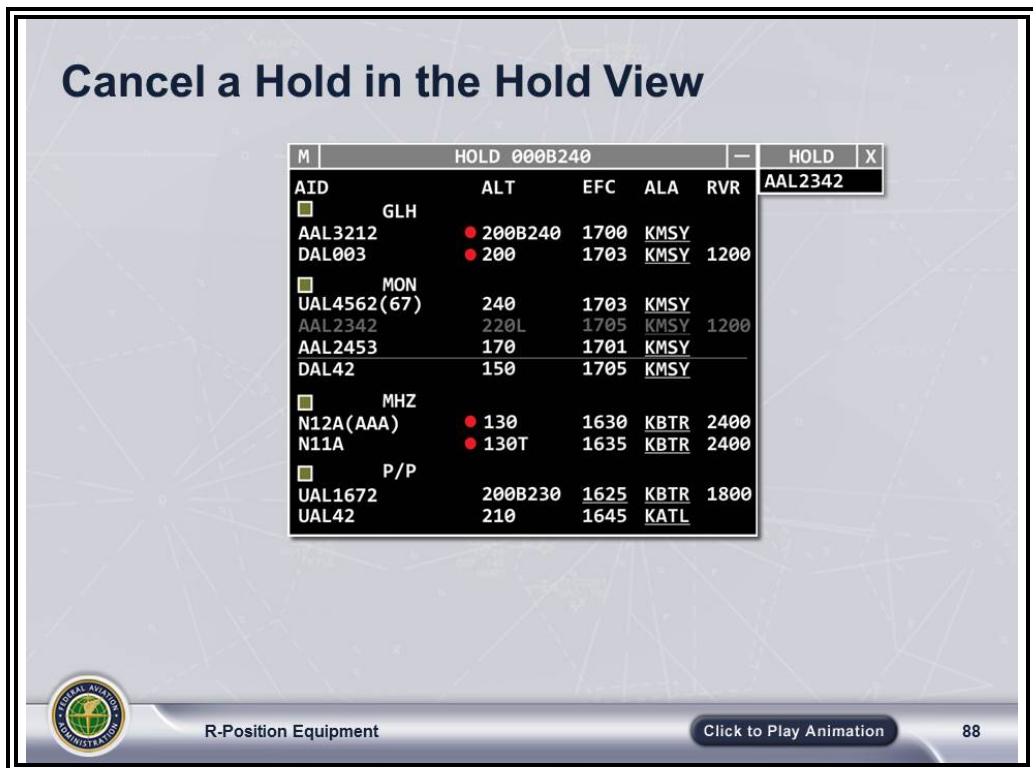 Cancel a Hold in the Hold View
M HOLD 000B240 — HOLD X
AID ALT EFC ALA RVR AAL2342
GLH
AAL3212 200B240 1700 KMSY
DAL003 200 1703 KMSY 1200
MON
UAL4562(67) 240 1703 KMSY
AAL2342 220L 1705 KMSY 1200
AAL2453 170 1701 KMSY
DAL42 150 1705 KMSY
MHZ
N12A(AAA) 130 1630 KBTR 2400
N11A 130T 1635 KBTR 2400
P/P
UAL1672 200B230 1625 KBTR 1800
UAL42 210 1645 KATL
FEDERAL AVIATION
ADMINISTRATION
R-Position Equipment Click to Play Animation 88